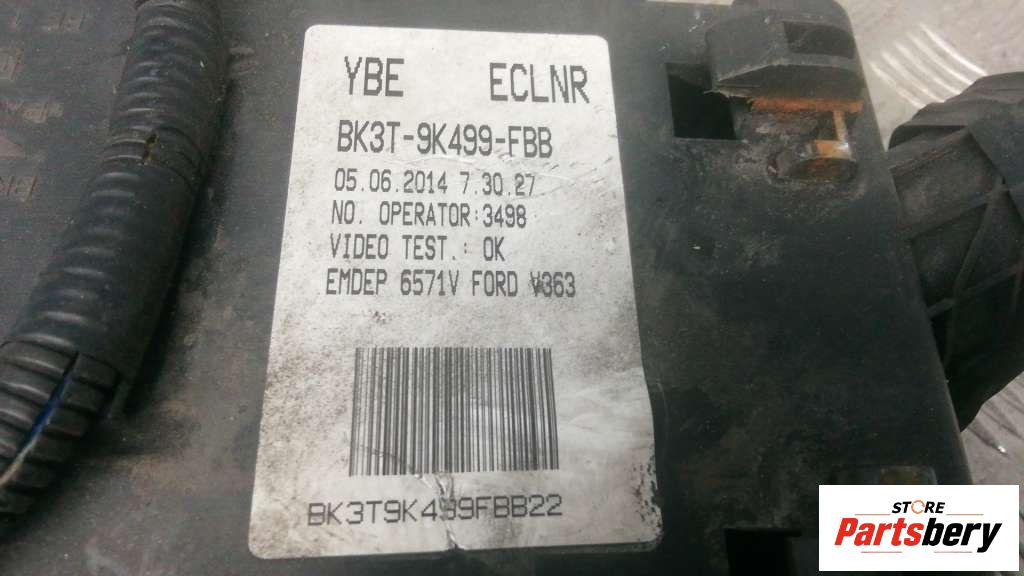 YBE ECLNR
BK3T-9K499-FBB
05.06.2014 7.30.27
NO. OPERATOR:3498
VIDEO TEST.: OK
EMDEP 6571V FORD V363
BK3T9K499FBB22
STORE
Partsbery